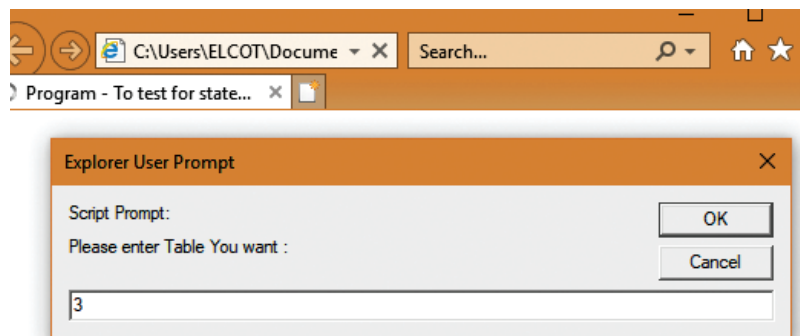 C:\Users\ELCOT\Docume
Search...
Program - To test for state...
Explorer User Prompt
Script Prompt:
OK
Please enter Table You want :
Cancel
3